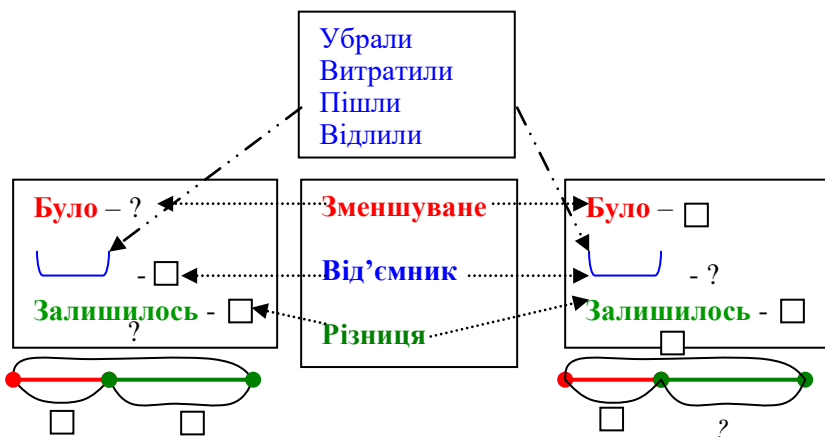 Убрали
Витратили
Пішли
Відлили
Було – ?
- □
Залишилось - □
?
□
□
Зменшуване
Від’ємник
Різниця
Було – □
- ?
Залишилось - □
□
□
?